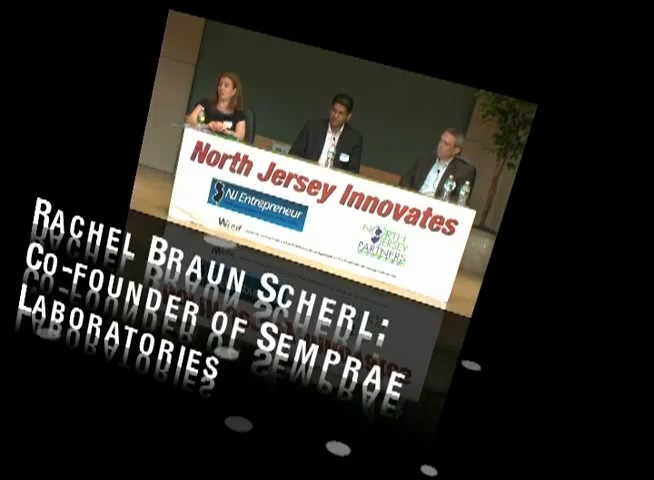 North Jersey Innovates
NJ Entrepreneur
NORTH
JERSEY
PARTNERS
RACHEL BRAUN SCHERL:
CO-FOUNDER OF SEMPRAE
LABORATORIES